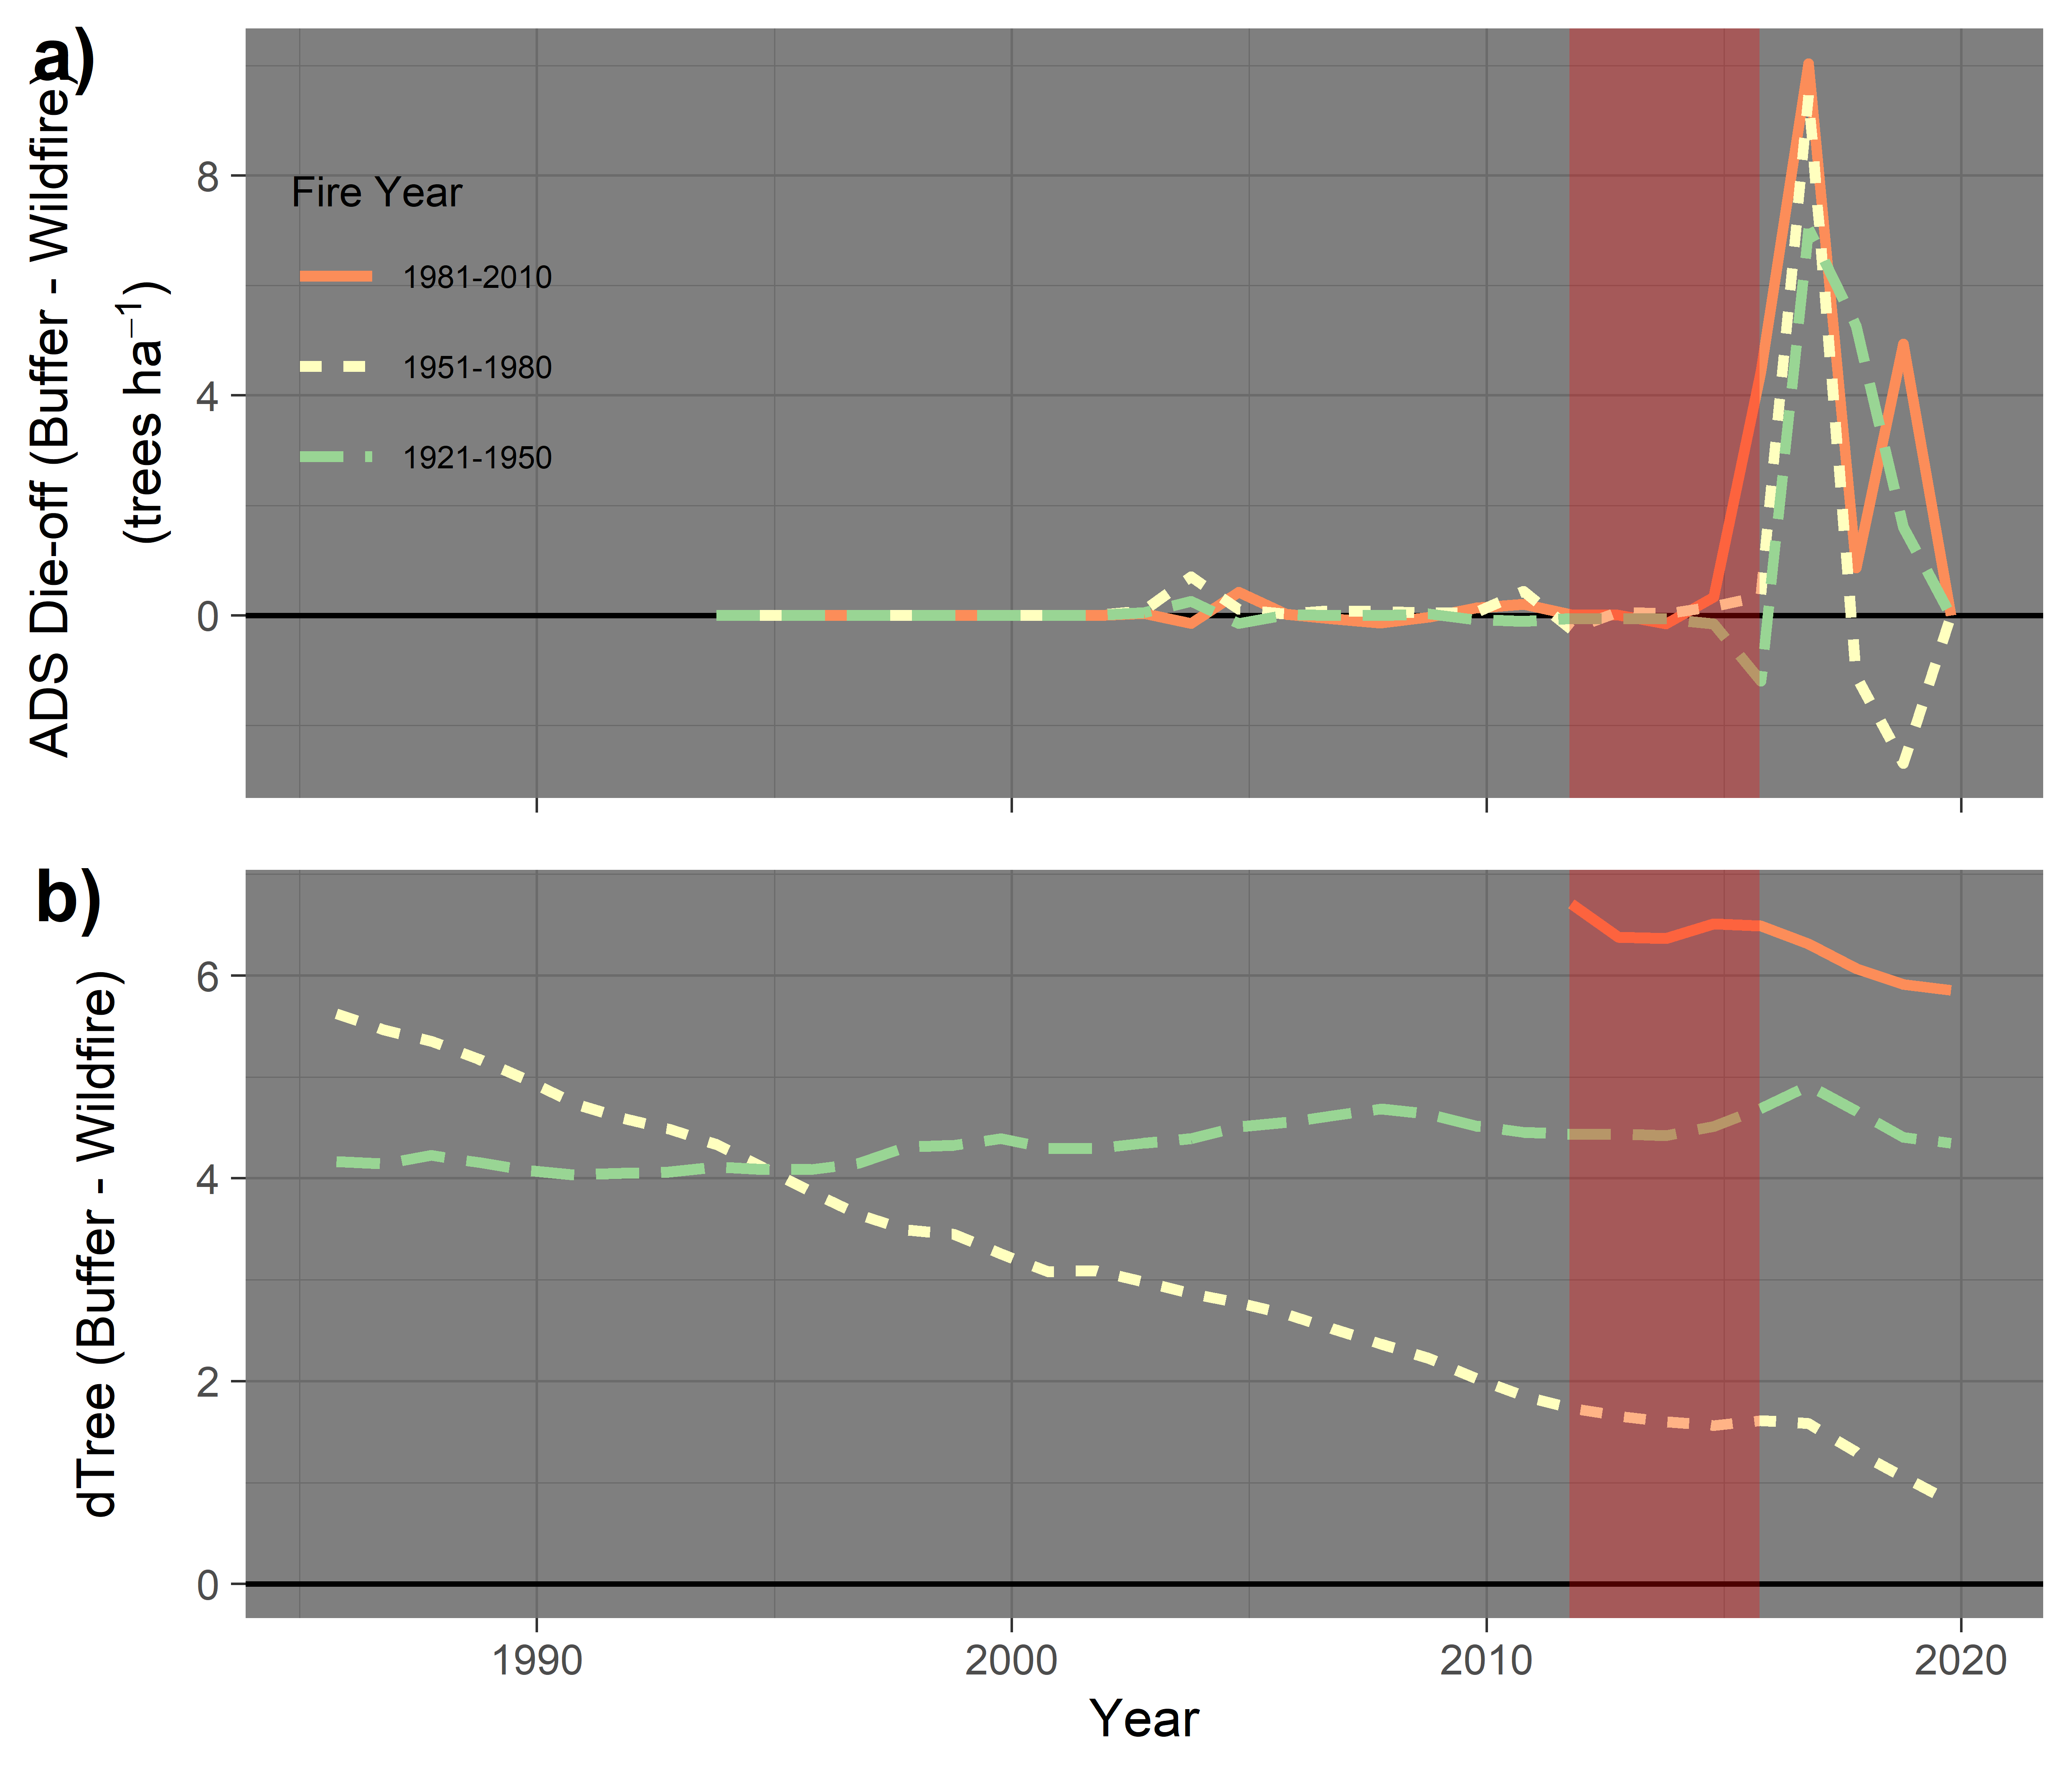 a)
ADS Die-off (Buffer - Wildfire)
(trees ha⁻¹)
8
4
0
Fire Year
1981-2010
1951-1980
1921-1950
b)
dTree (Buffer - Wildfire)
6
4
2
0
1990 2000 2010 2020
Year